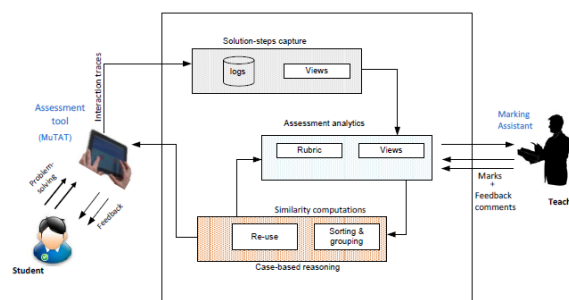 Solution-steps capture
logs
Views
Interaction traces
Assessment
tool
(MuTAT)
Assessment analytics
Rubric
Views
Marking
Assistant
Marks
+
Feedback
comments
Problem-
solving
Feedback
Similarity computations
Re-use
Sorting &
grouping
Case-based reasoning
Student
Teach